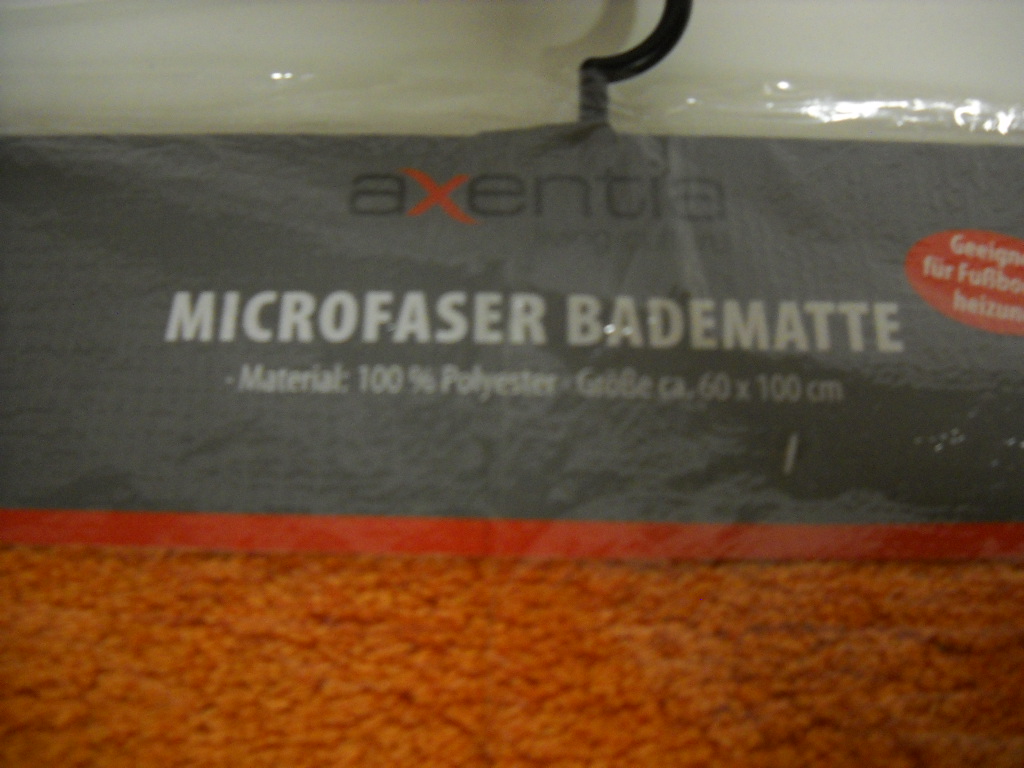 axentia
Geeign
für Fußbo
heizun
MICROFASER BADEMATTE
- Material: 100 % Polyester · Größe ca. 60 x 100 cm